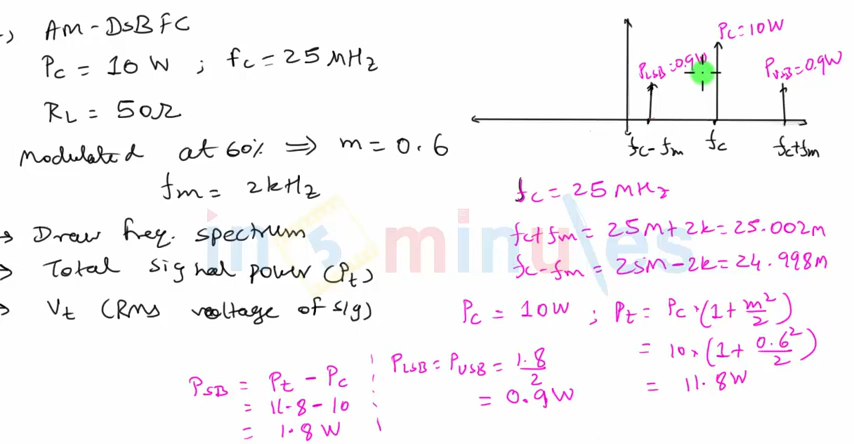 AM-DSBFC
Pc = 10 W ; fc = 25 MHz
RL = 50Ω
Modulated at 60% ⇒ m = 0.6
fm = 2kHz
→ Draw freq. spectrum
→ Total signal power (Pt)
→ Vt (Rms voltage of sig)
Pc = 10W
PLSB = 0.9W
PUSB = 0.9W
fc - fm
fc
fc + fm
fc = 25 MHz
fc + fm = 25M + 2k = 25.002M
fc - fm = 25M - 2k = 24.998M
Pc = 10W ; Pt = Pc · (1 + m²/2)
= 10 × (1 + 0.6²/2)
= 11.8W
PSB = Pt - Pc
= 11.8 - 10
= 1.8 W
PLSB = PUSB = 1.8/2
= 0.9W
in 5 minutes